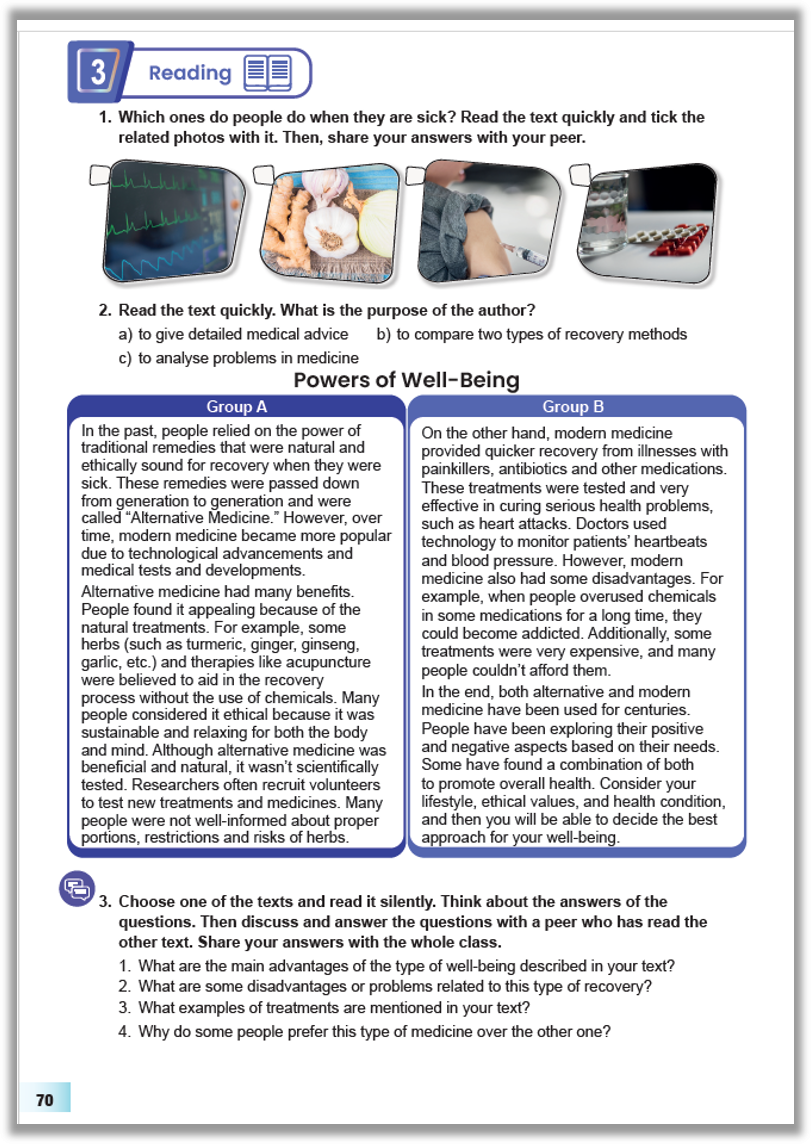 3 Reading
1. Which ones do people do when they are sick? Read the text quickly and tick the
related photos with it. Then, share your answers with your peer.
2. Read the text quickly. What is the purpose of the author?
a) to give detailed medical advice b) to compare two types of recovery methods
c) to analyse problems in medicine
Powers of Well-Being
Group A
In the past, people relied on the power of
traditional remedies that were natural and
ethically sound for recovery when they were
sick. These remedies were passed down
from generation to generation and were
called “Alternative Medicine.” However, over
time, modern medicine became more popular
due to technological advancements and
medical tests and developments.
Alternative medicine had many benefits.
People found it appealing because of the
natural treatments. For example, some
herbs (such as turmeric, ginger, ginseng,
garlic, etc.) and therapies like acupuncture
were believed to aid in the recovery
process without the use of chemicals. Many
people considered it ethical because it was
sustainable and relaxing for both the body
and mind. Although alternative medicine was
beneficial and natural, it wasn’t scientifically
tested. Researchers often recruit volunteers
to test new treatments and medicines. Many
people were not well-informed about proper
portions, restrictions and risks of herbs.
Group B
On the other hand, modern medicine
provided quicker recovery from illnesses with
painkillers, antibiotics and other medications.
These treatments were tested and very
effective in curing serious health problems,
such as heart attacks. Doctors used
technology to monitor patients’ heartbeats
and blood pressure. However, modern
medicine also had some disadvantages. For
example, when people overused chemicals
in some medications for a long time, they
could become addicted. Additionally, some
treatments were very expensive, and many
people couldn’t afford them.
In the end, both alternative and modern
medicine have been used for centuries.
People have been exploring their positive
and negative aspects based on their needs.
Some have found a combination of both
to promote overall health. Consider your
lifestyle, ethical values, and health condition,
and then you will be able to decide the best
approach for your well-being.
3. Choose one of the texts and read it silently. Think about the answers of the
questions. Then discuss and answer the questions with a peer who has read the
other text. Share your answers with the whole class.
1. What are the main advantages of the type of well-being described in your text?
2. What are some disadvantages or problems related to this type of recovery?
3. What examples of treatments are mentioned in your text?
4. Why do some people prefer this type of medicine over the other one?
70